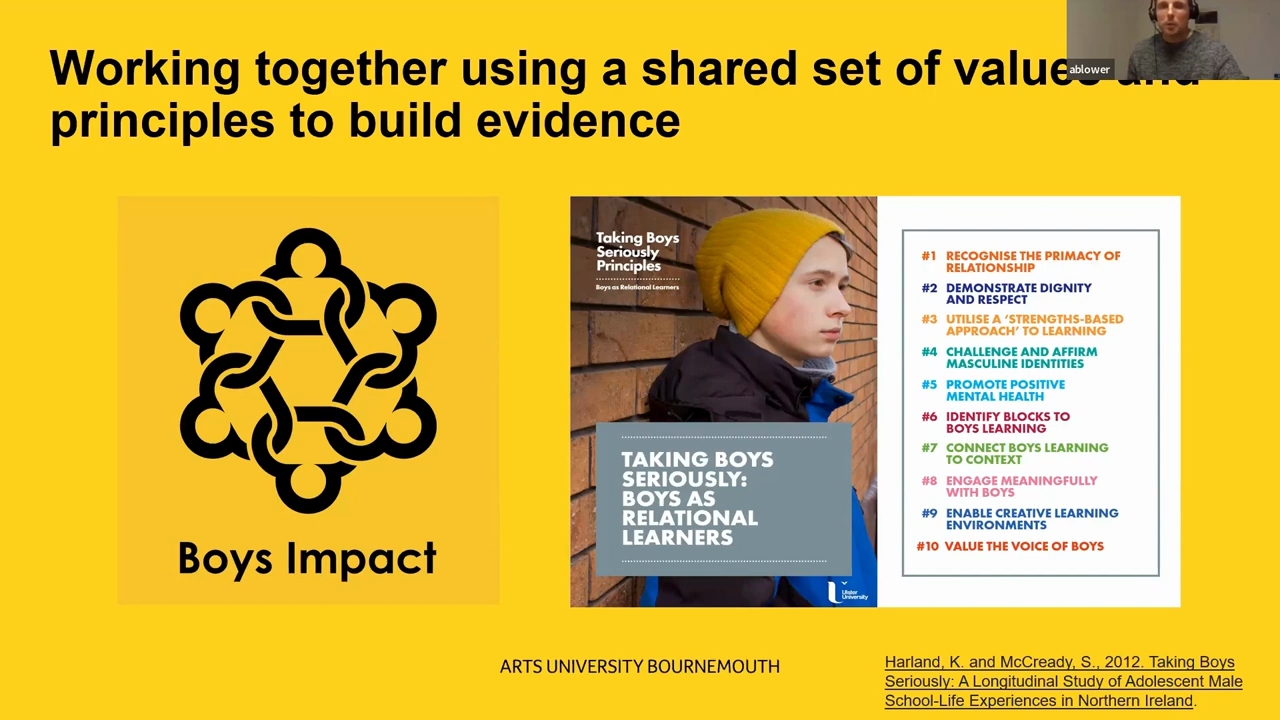 Working together using a shared set of values and
principles to build evidence
ablower
Boys Impact
Taking Boys
Seriously
Principles
Boys as Relational Learners
TAKING BOYS
SERIOUSLY:
BOYS AS
RELATIONAL
LEARNERS
Ulster
University
#1 RECOGNISE THE PRIMACY OF
RELATIONSHIP
#2 DEMONSTRATE DIGNITY
AND RESPECT
#3 UTILISE A ‘STRENGTHS-BASED
APPROACH’ TO LEARNING
#4 CHALLENGE AND AFFIRM
MASCULINE IDENTITIES
#5 PROMOTE POSITIVE
MENTAL HEALTH
#6 IDENTIFY BLOCKS TO
BOYS LEARNING
#7 CONNECT BOYS LEARNING
TO CONTEXT
#8 ENGAGE MEANINGFULLY
WITH BOYS
#9 ENABLE CREATIVE LEARNING
ENVIRONMENTS
#10 VALUE THE VOICE OF BOYS
ARTS UNIVERSITY BOURNEMOUTH
Harland, K. and McCready, S., 2012. Taking Boys
Seriously: A Longitudinal Study of Adolescent Male
School-Life Experiences in Northern Ireland.